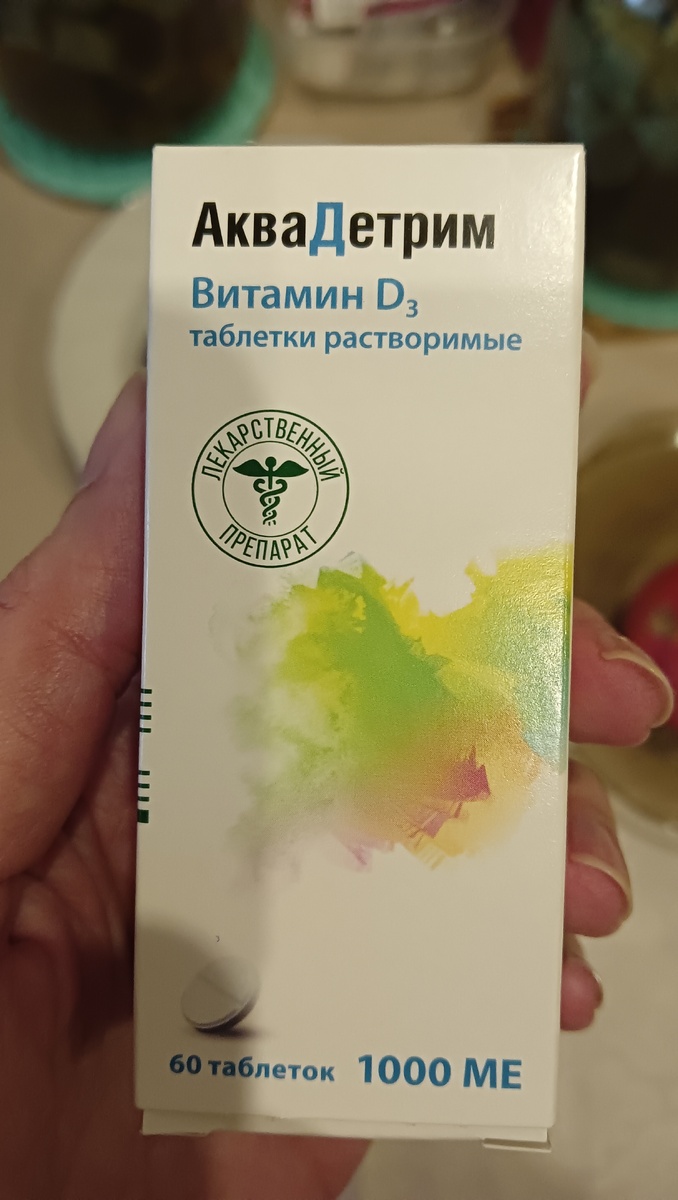 АкваДетрим
Витамин D₃
таблетки растворимые
ЛЕКАРСТВЕННЫЙ
ПРЕПАРАТ
60 таблеток 1000 МЕ